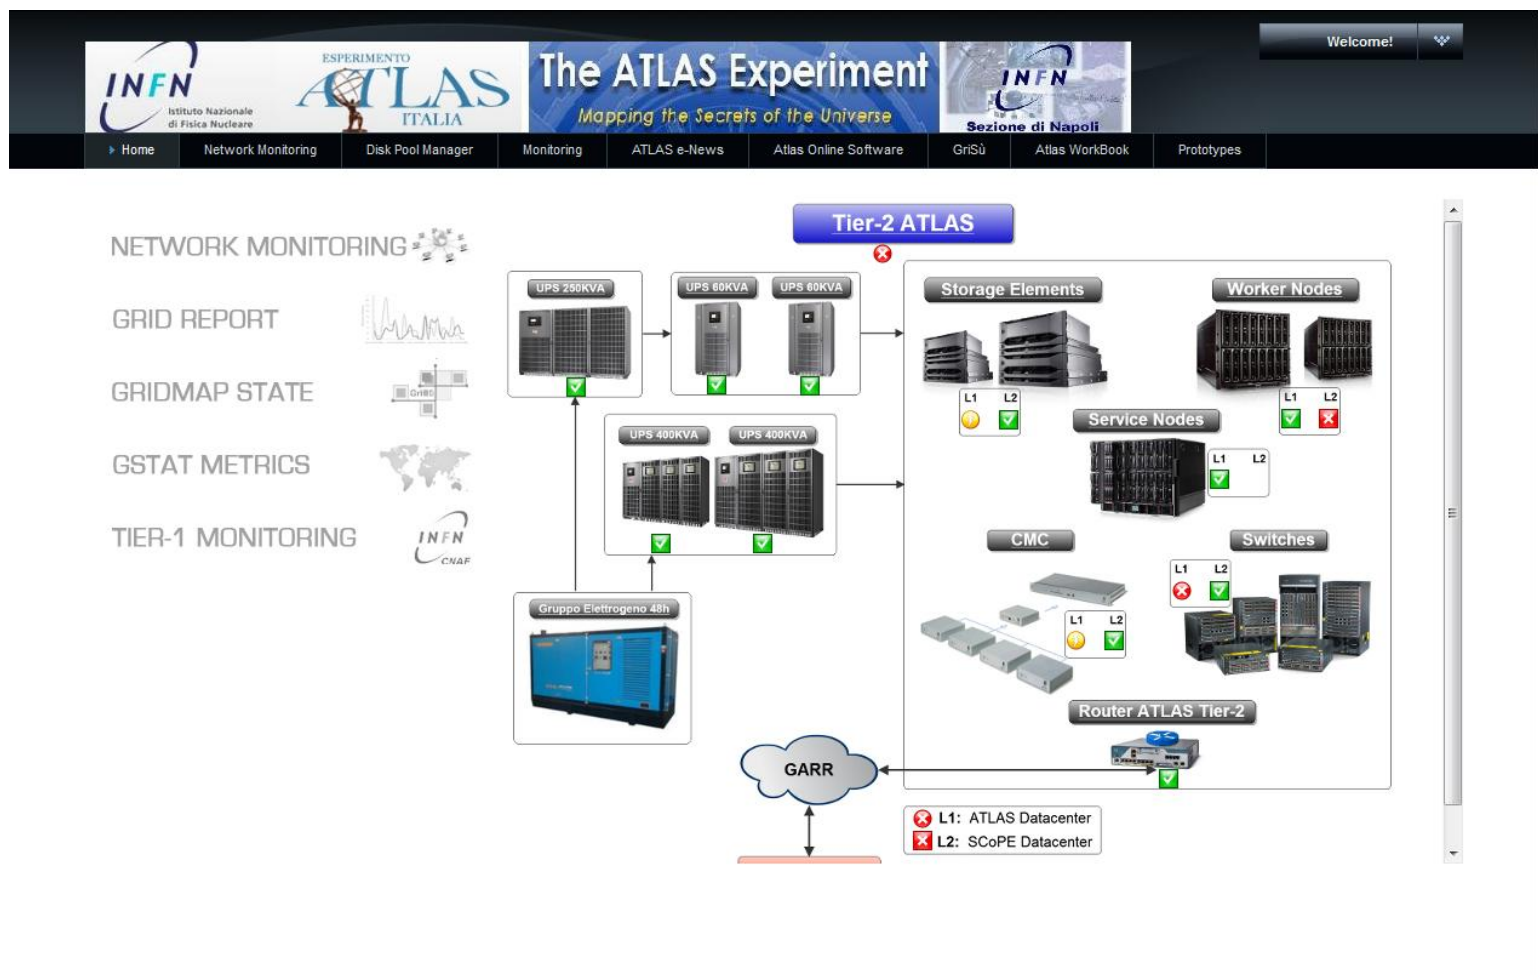 Welcome!
INFN
Istituto Nazionale
di Fisica Nucleare
ESPERIMENTO
ATLAS
ITALIA
The ATLAS Experiment
Mapping the Secrets of the Universe
INFN
Sezione di Napoli
Home Network Monitoring Disk Pool Manager Monitoring ATLAS e-News Atlas Online Software GriSù Atlas WorkBook Prototypes
NETWORK MONITORING
GRID REPORT
GRIDMAP STATE
GSTAT METRICS
TIER-1 MONITORING
INFN
CNAF
Tier-2 ATLAS
UPS 250KVA
UPS 60KVA UPS 60KVA
UPS 400KVA UPS 400KVA
Gruppo Elettrogeno 48h
Storage Elements
L1 L2
Worker Nodes
L1 L2
Service Nodes
L1 L2
CMC
L1 L2
Switches
L1 L2
Router ATLAS Tier-2
GARR
L1: ATLAS Datacenter
L2: SCoPE Datacenter